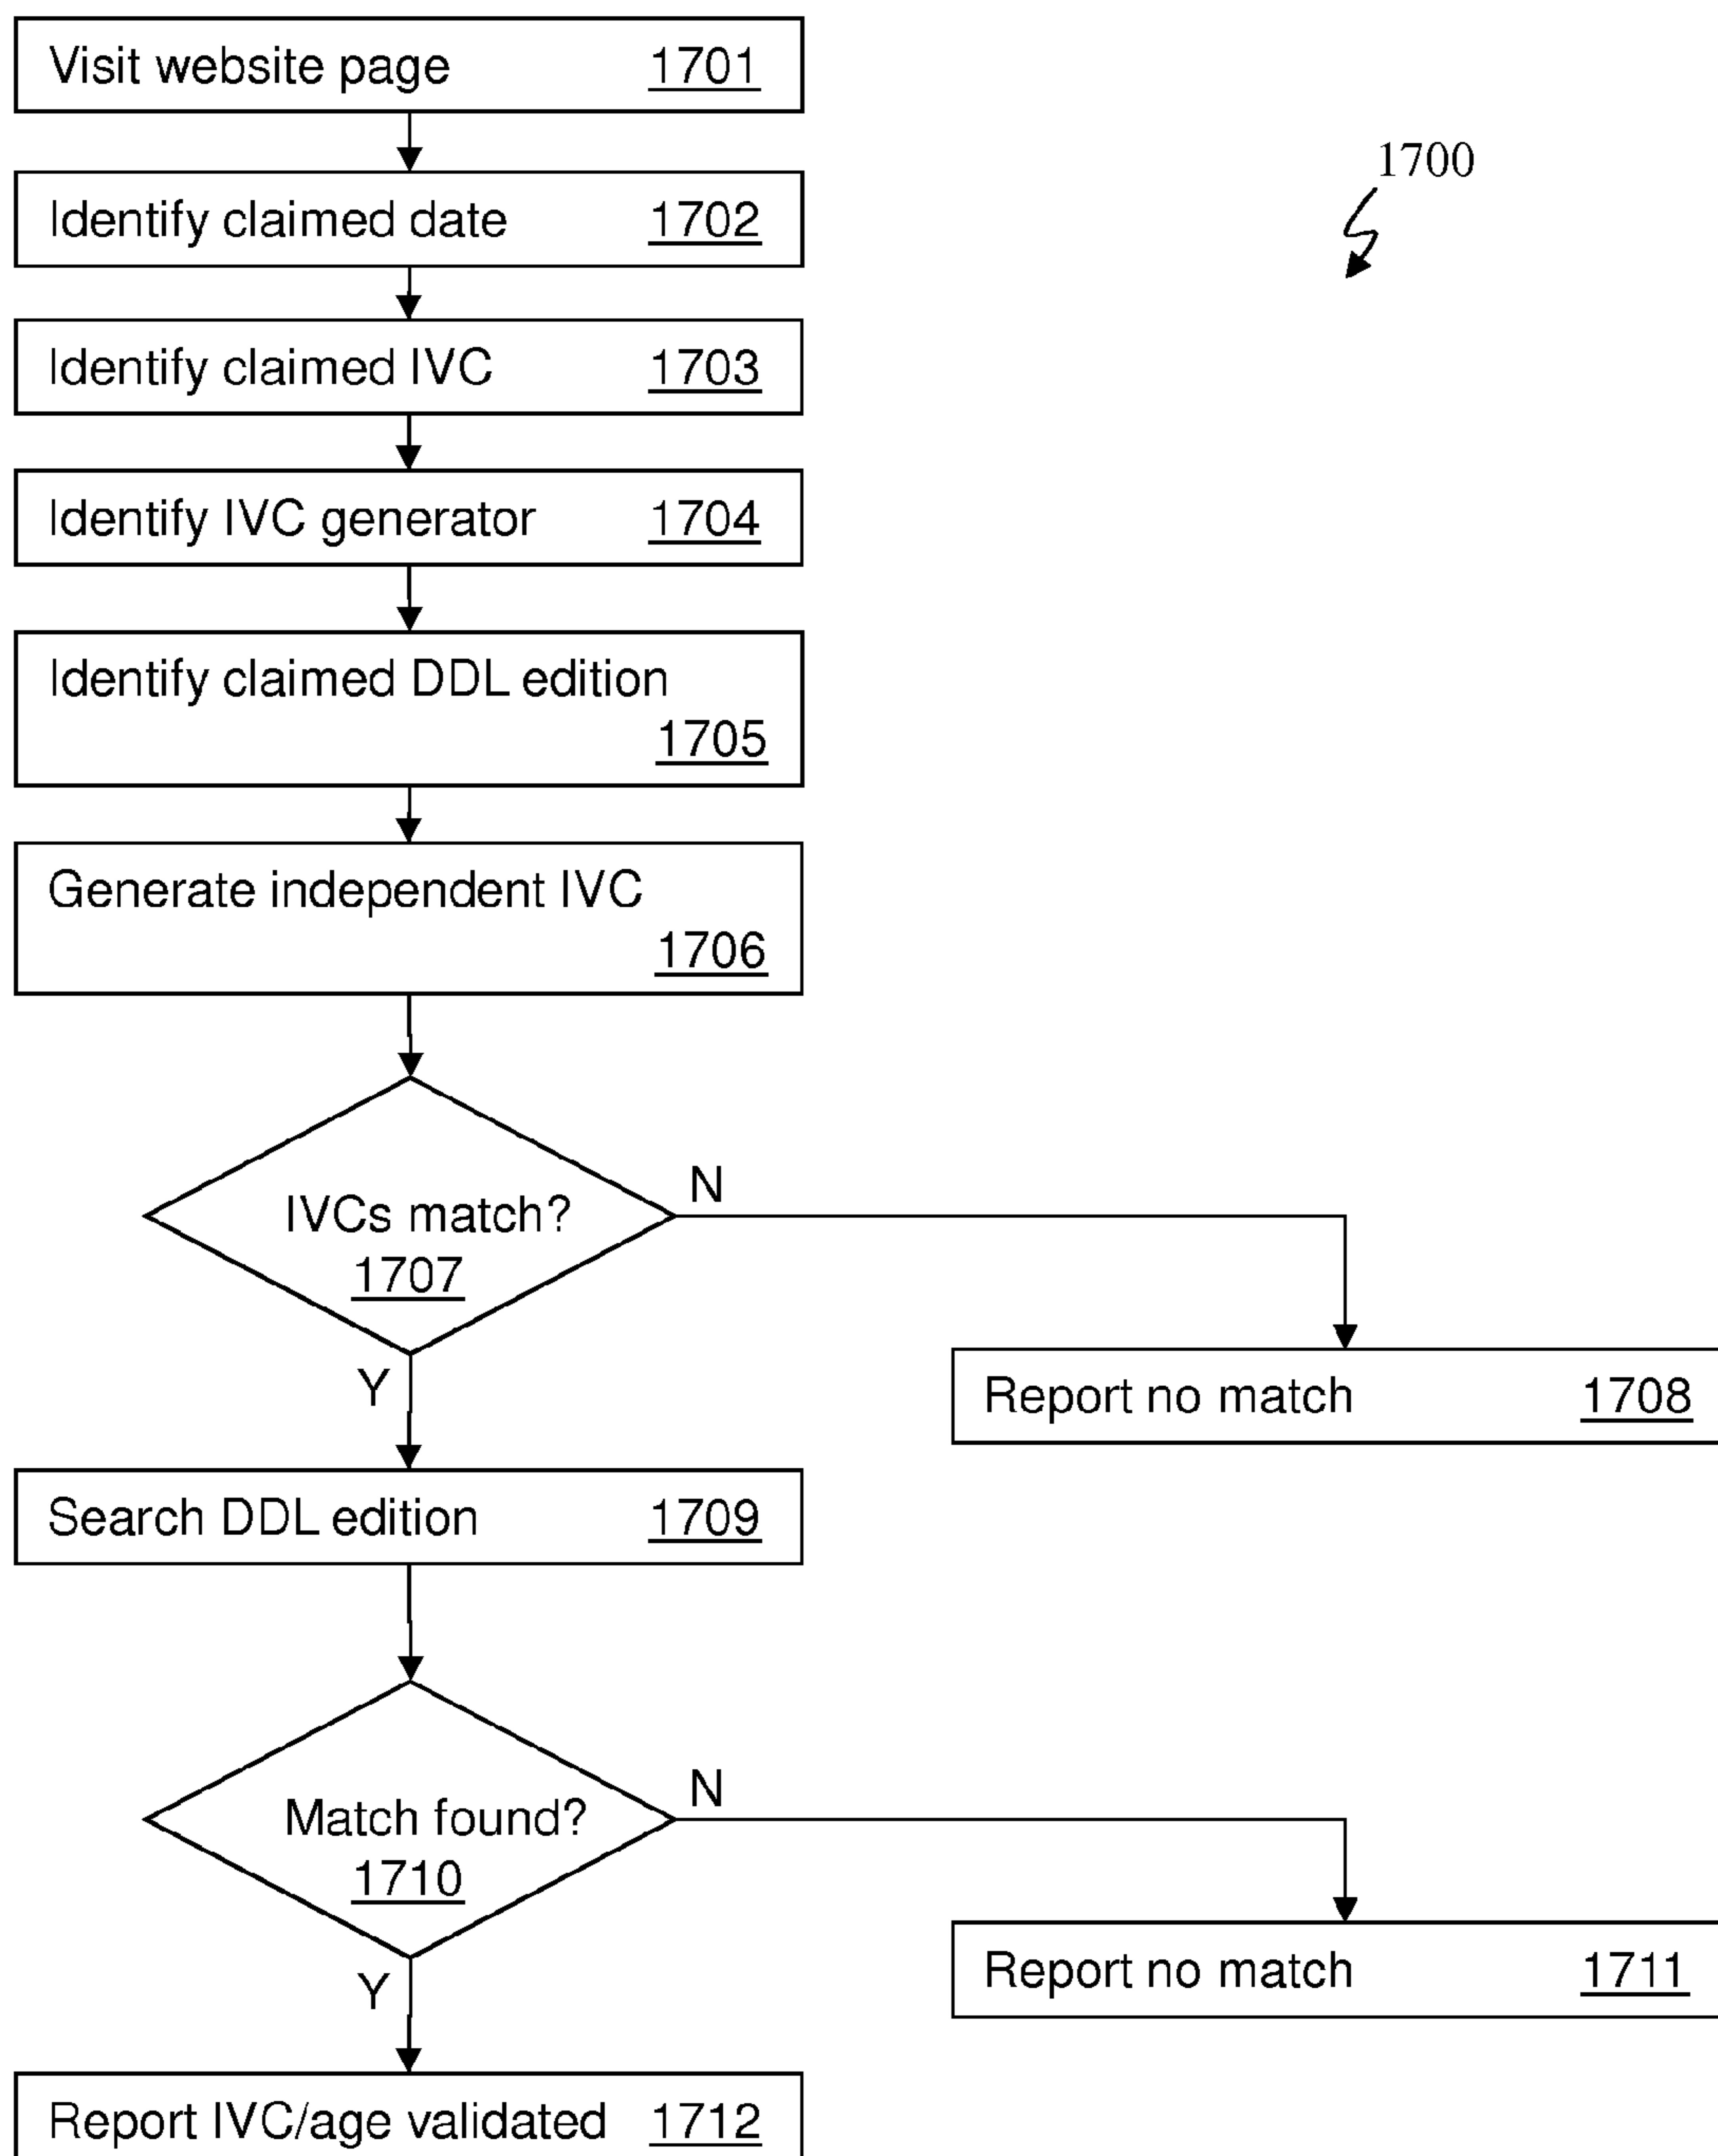 Visit website page 1701
1700
Identify claimed date 1702
Identify claimed IVC 1703
Identify IVC generator 1704
Identify claimed DDL edition
1705
Generate independent IVC
1706
IVCs match?
1707
N
Y
Report no match 1708
Search DDL edition 1709
Match found?
1710
N
Y
Report no match 1711
Report IVC/age validated 1712